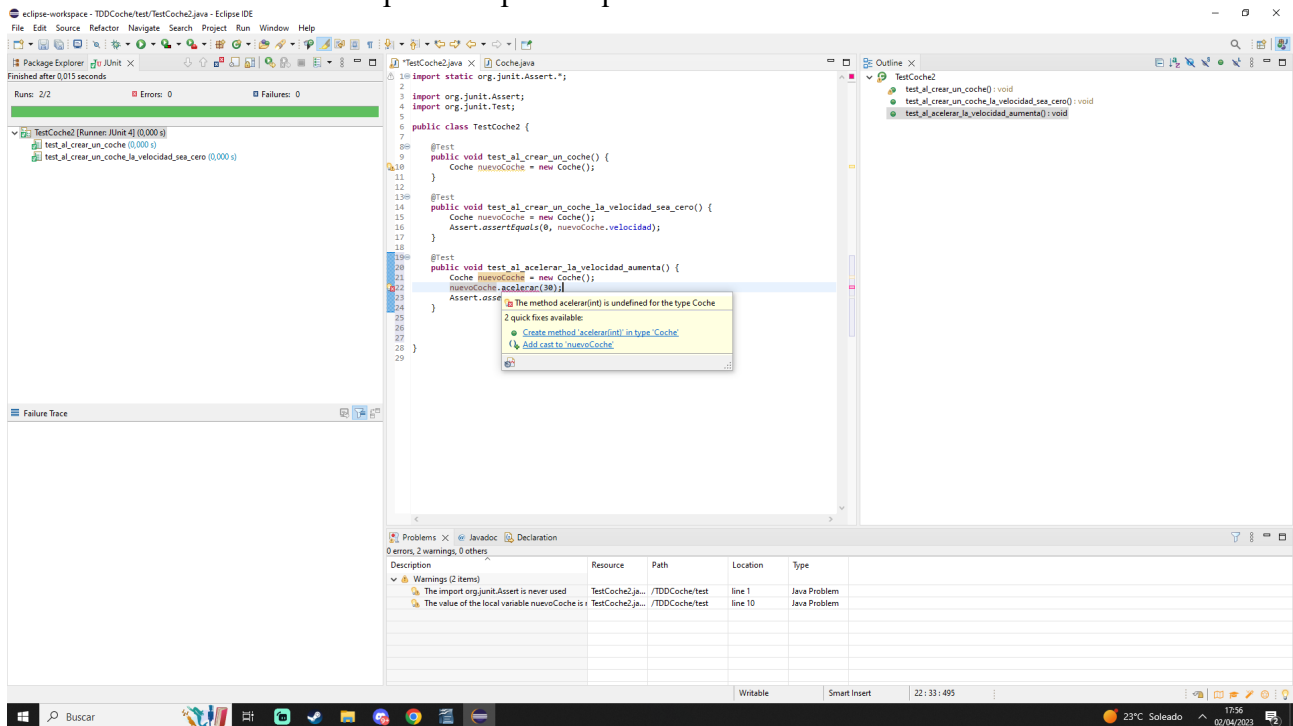 eclipse-workspace - TDDCoche/test/TestCoche2.java - Eclipse IDE
File Edit Source Refactor Navigate Search Project Run Window Help
Package Explorer JUnit
Finished after 0,015 seconds
Runs: 2/2 Errors: 0 Failures: 0
TestCoche2 [Runner: JUnit 4] (0,000 s)
test_al_crear_un_coche (0,000 s)
test_al_crear_un_coche_la_velocidad_sea_cero (0,000 s)
Failure Trace
*TestCoche2.java Coche.java
1 import static org.junit.Assert.*;
2
3 import org.junit.Assert;
4 import org.junit.Test;
5
6 public class TestCoche2 {
7
8 @Test
9 public void test_al_crear_un_coche() {
10 Coche nuevoCoche = new Coche();
11 }
12
13 @Test
14 public void test_al_crear_un_coche_la_velocidad_sea_cero() {
15 Coche nuevoCoche = new Coche();
16 Assert.assertEquals(0, nuevoCoche.velocidad);
17 }
18
19 @Test
20 public void test_al_acelerar_la_velocidad_aumenta() {
21 Coche nuevoCoche = new Coche();
22 nuevoCoche.acelerar(30);
23 Assert.asse
24 }
25
26
27
28 }
29
The method acelerar(int) is undefined for the type Coche
2 quick fixes available:
Create method 'acelerar(int)' in type 'Coche'
Add cast to 'nuevoCoche'
Outline
TestCoche2
test_al_crear_un_coche() : void
test_al_crear_un_coche_la_velocidad_sea_cero() : void
test_al_acelerar_la_velocidad_aumenta() : void
Problems Javadoc Declaration
0 errors, 2 warnings, 0 others
Description Resource Path Location Type
Warnings (2 items)
The import org.junit.Assert is never used TestCoche2.ja... /TDDCoche/test line 1 Java Problem
The value of the local variable nuevoCoche is TestCoche2.ja... /TDDCoche/test line 10 Java Problem
Writable Smart Insert 22 : 33 : 495
Buscar
23°C Soleado 17:56
02/04/2023